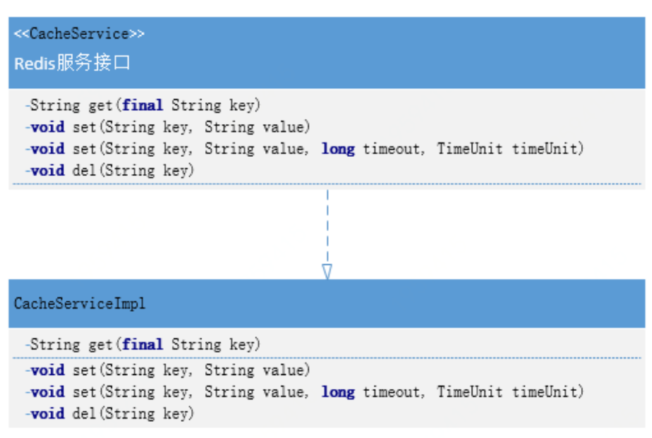 <<CacheService>>
Redis服务接口
-String get(final String key)
-void set(String key, String value)
-void set(String key, String value, long timeout, TimeUnit timeUnit)
-void del(String key)
CacheServiceImpl
-String get(final String key)
-void set(String key, String value)
-void set(String key, String value, long timeout, TimeUnit timeUnit)
-void del(String key)